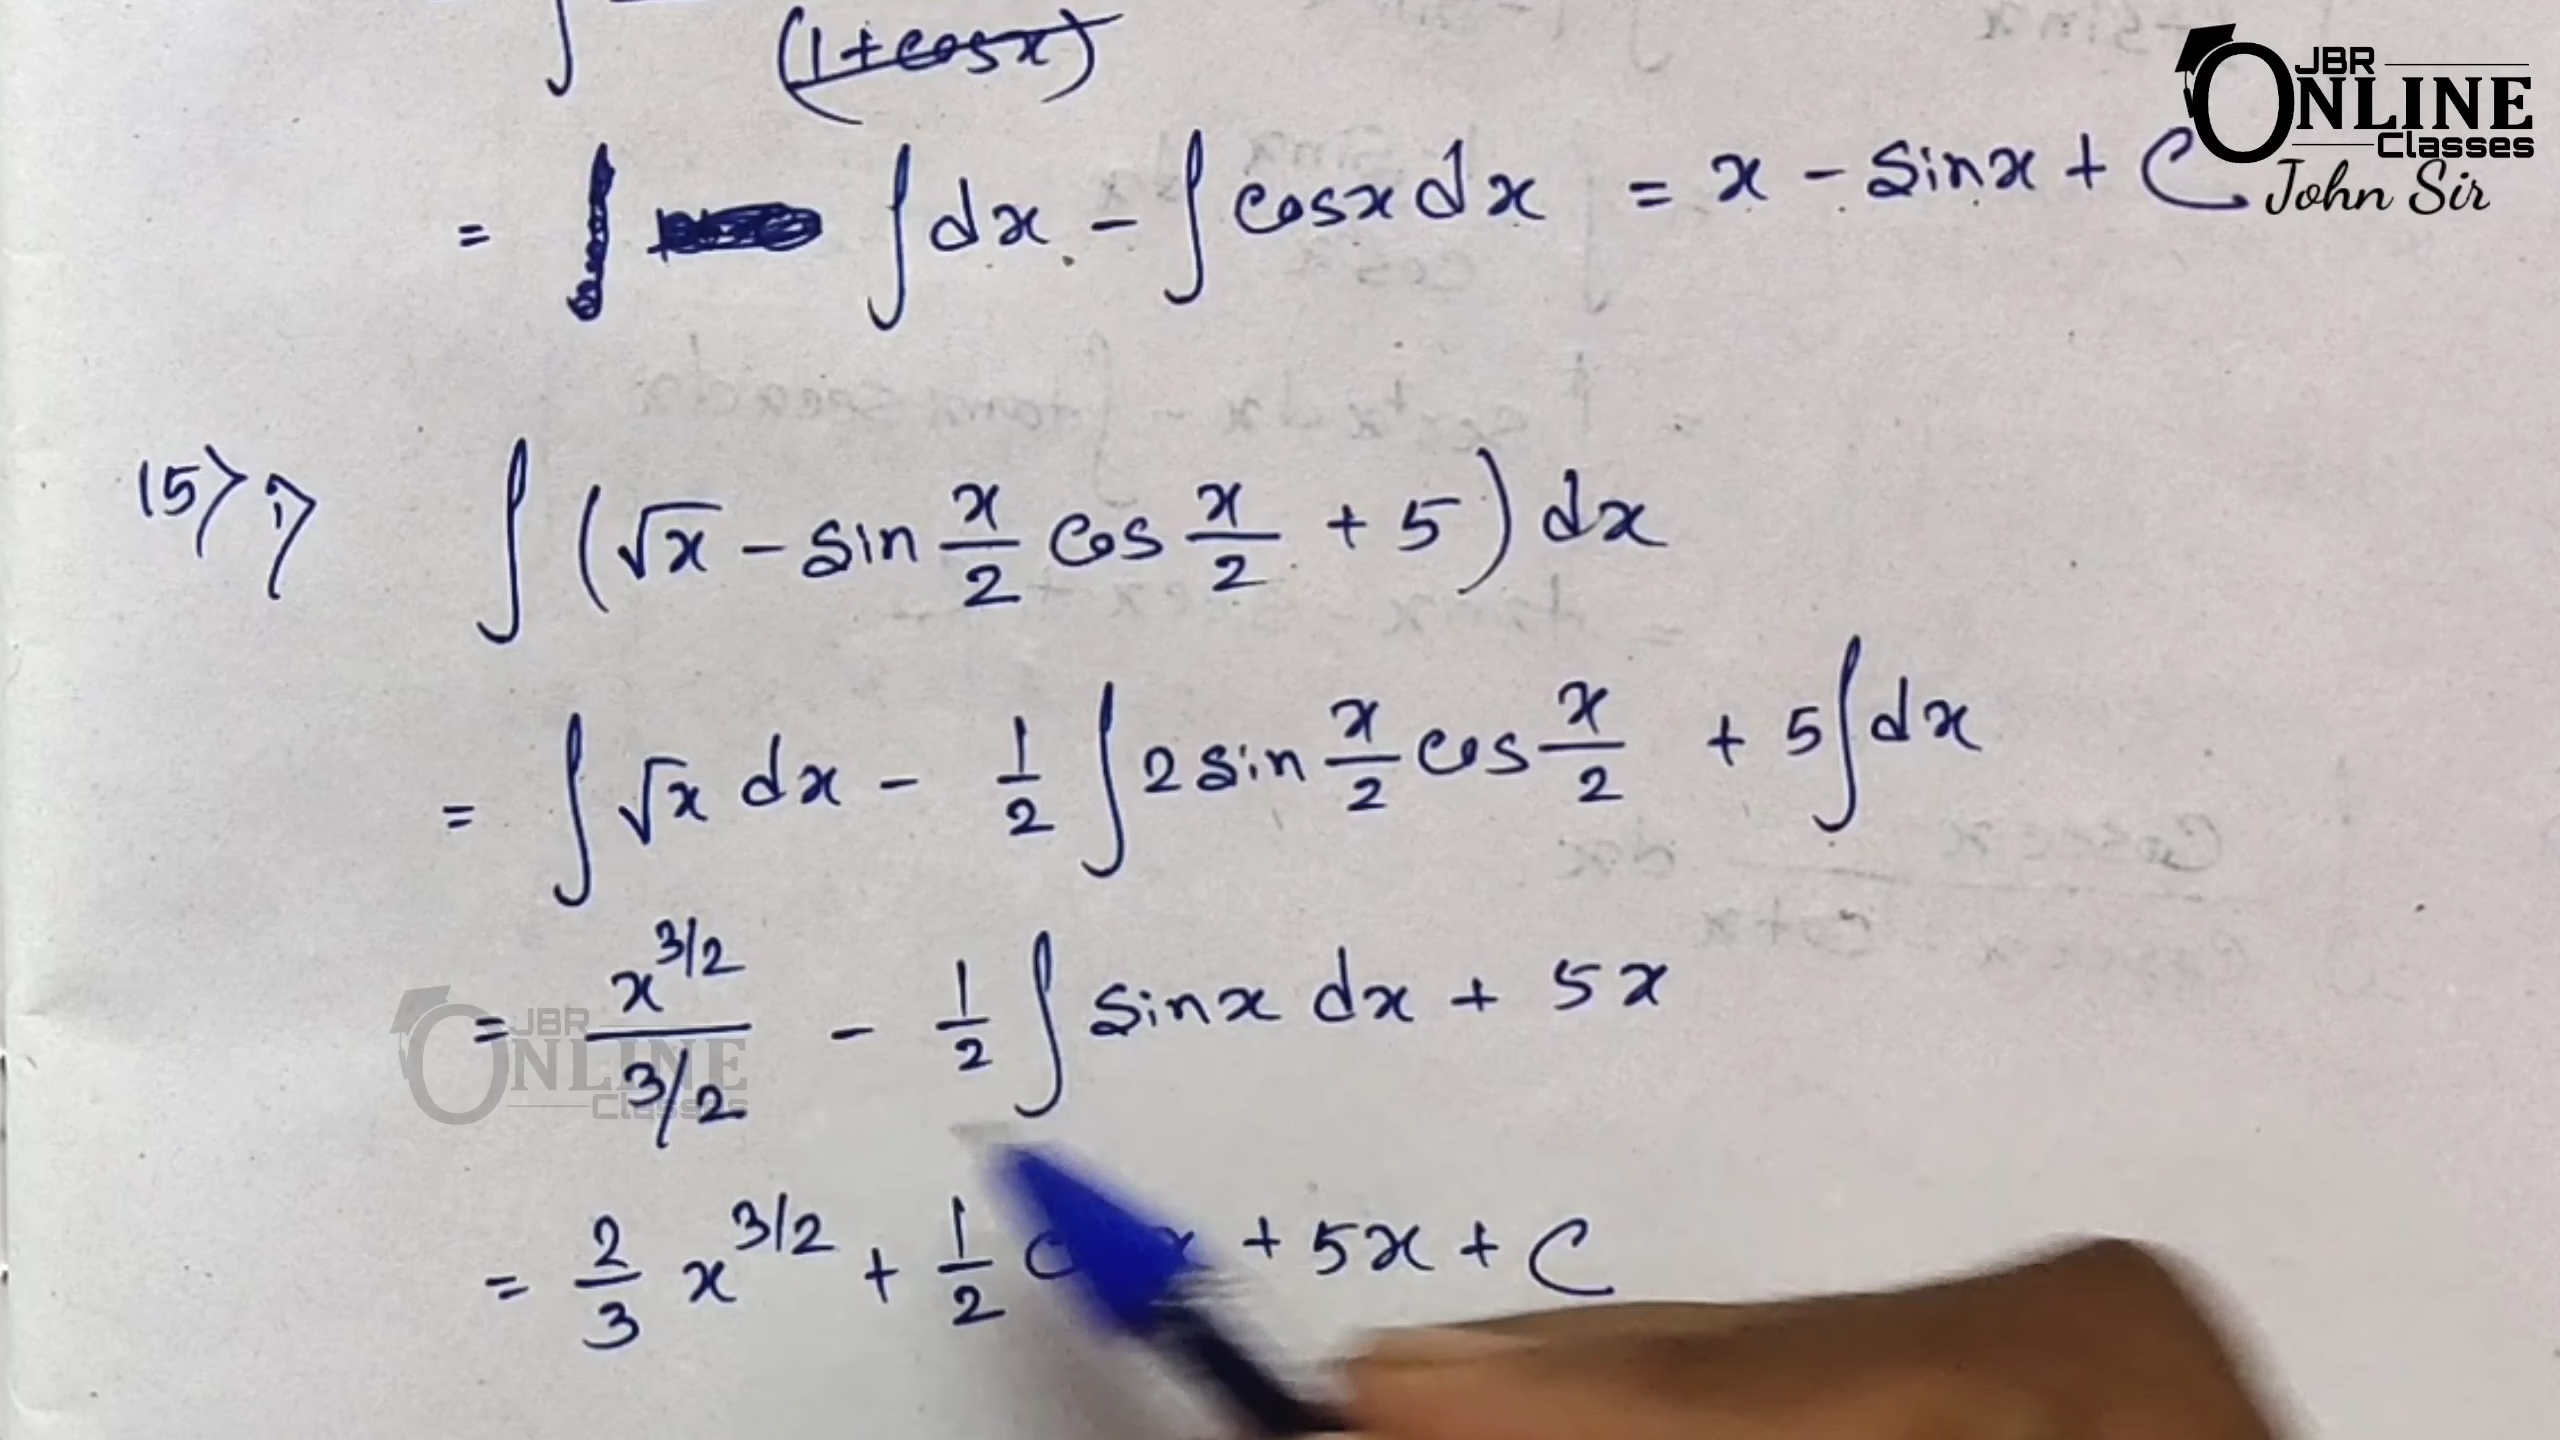 ∫ (1+cosx)
= ∫dx - ∫cosx dx = x - sinx + C
JBR
ONLINE
Classes
John Sir
15> i> ∫(√x - sin x/2 cos x/2 + 5) dx
= ∫√x dx - 1/2 ∫2 sin x/2 cos x/2 + 5∫dx
= x^3/2 / 3/2 - 1/2 ∫sinx dx + 5x
JBR
ONLINE
Classes
= 2/3 x^3/2 + 1/2 + 5x + C